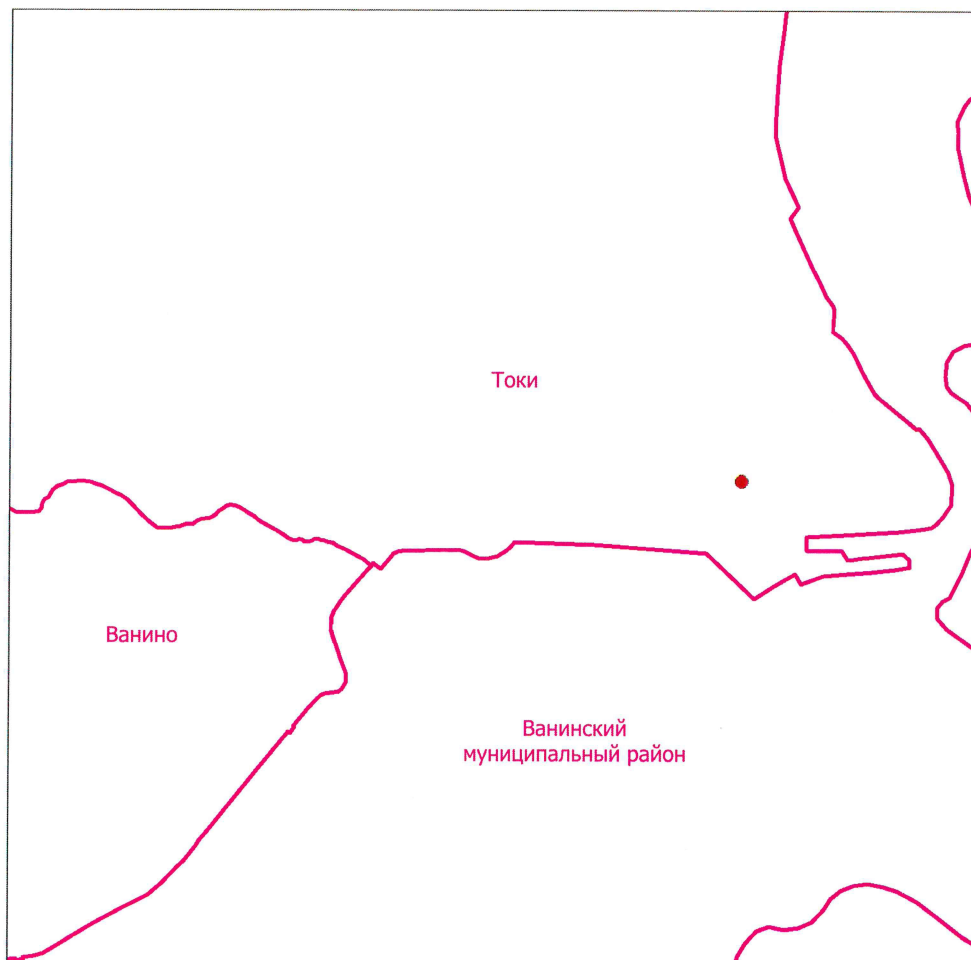 Токи
Ванино
Ванинский
муниципальный район